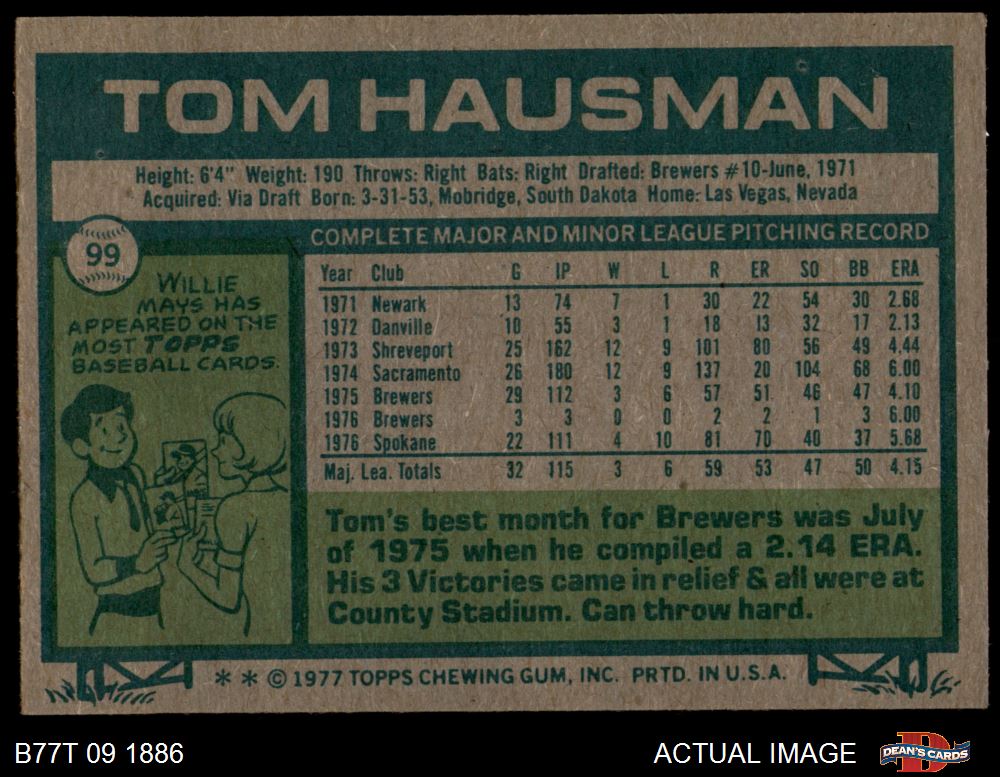 TOM HAUSMAN
Height: 6'4" Weight: 190 Throws: Right Bats: Right Drafted: Brewers #10-June, 1971
Acquired: Via Draft Born: 3-31-53, Mobridge, South Dakota Home: Las Vegas, Nevada
99
WILLIE
MAYS HAS
APPEARED ON THE
MOST TOPPS
BASEBALL CARDS.
COMPLETE MAJOR AND MINOR LEAGUE PITCHING RECORD
Year Club G IP W L R ER SO BB ERA
1971 Newark 13 74 7 1 30 22 54 30 2.68
1972 Danville 10 55 3 1 18 13 32 17 2.13
1973 Shreveport 25 162 12 9 101 80 56 49 4.44
1974 Sacramento 26 180 12 9 137 20 104 68 6.00
1975 Brewers 29 112 3 6 57 51 46 47 4.10
1976 Brewers 3 3 0 0 2 2 1 3 6.00
1976 Spokane 22 111 4 10 81 70 40 37 5.68
Maj. Lea. Totals 32 115 3 6 59 53 47 50 4.15
Tom's best month for Brewers was July
of 1975 when he compiled a 2.14 ERA.
His 3 Victories came in relief & all were at
County Stadium. Can throw hard.
* * © 1977 TOPPS CHEWING GUM, INC. PRTD. IN U.S.A.
B77T 09 1886
ACTUAL IMAGE
DEAN'S CARDS